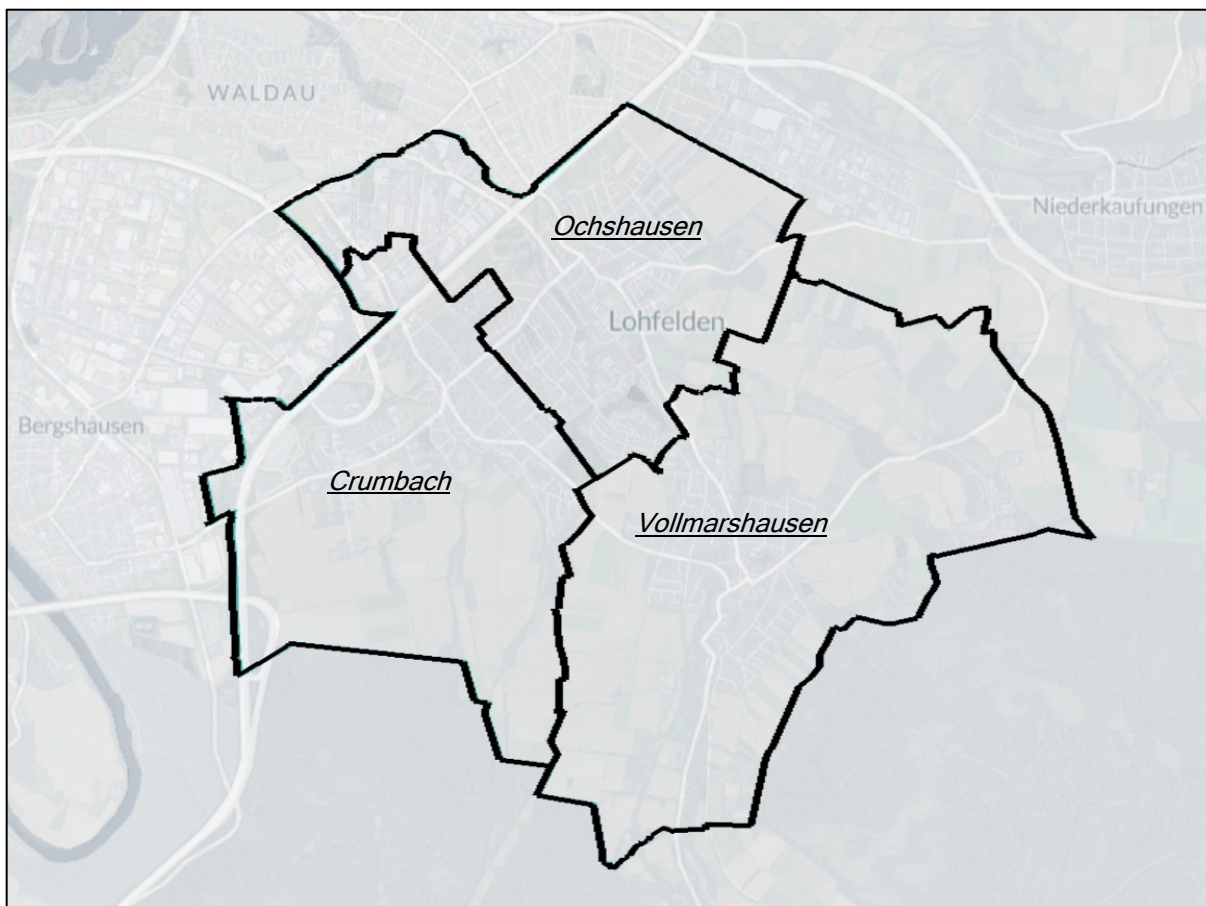 WALDAU
Niederkaufungen
Ochshausen
Lohfelden
Bergshausen
Crumbach
Vollmarshausen